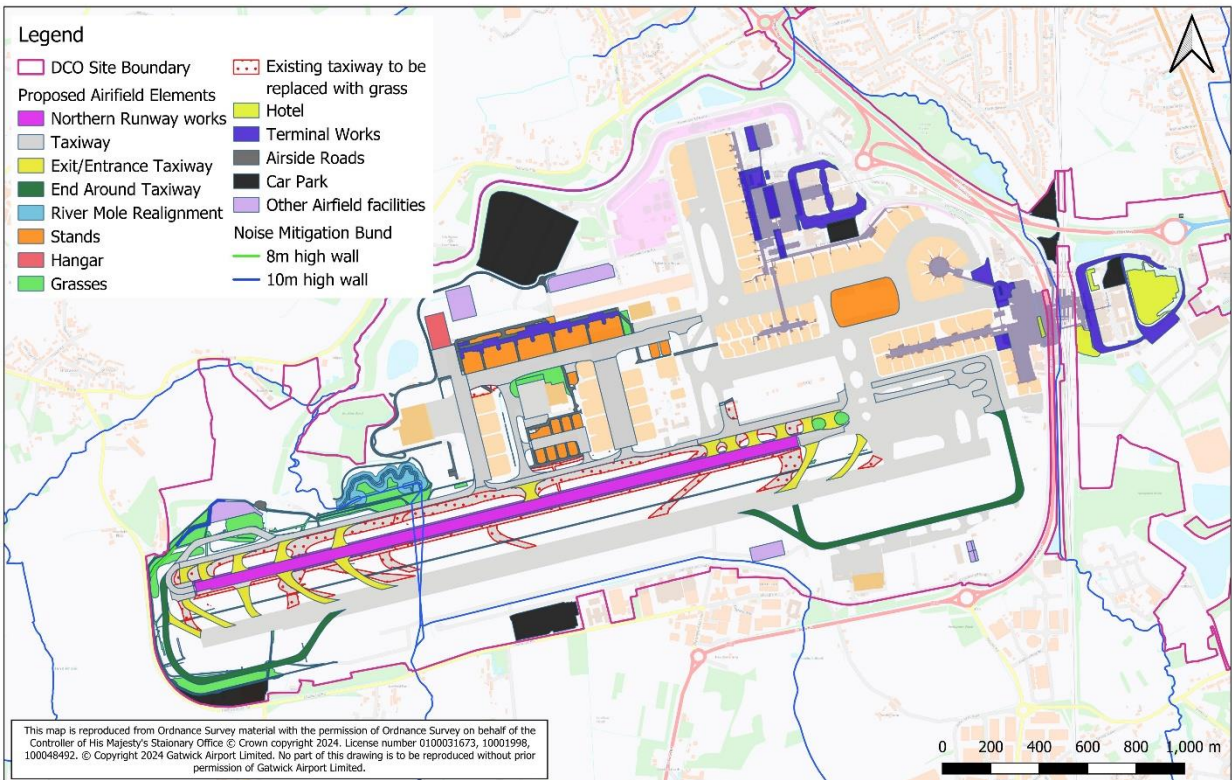 Legend
DCO Site Boundary
Proposed Airifield Elements
Northern Runway works
Taxiway
Exit/Entrance Taxiway
End Around Taxiway
River Mole Realignment
Stands
Hangar
Grasses
Existing taxiway to be
replaced with grass
Hotel
Terminal Works
Airside Roads
Car Park
Other Airfield facilities
Noise Mitigation Bund
8m high wall
10m high wall
This map is reproduced from Ordnance Survey material with the permission of Ordnance Survey on behalf of the
Controller of His Majesty's Staionary Office © Crown copyright 2024. License number 0100031673, 10001998,
100048492. © Copyright 2024 Gatwick Airport Limited. No part of this drawing is to be reproduced without prior
permission of Gatwick Airport Limited.
0 200 400 600 800 1,000 m